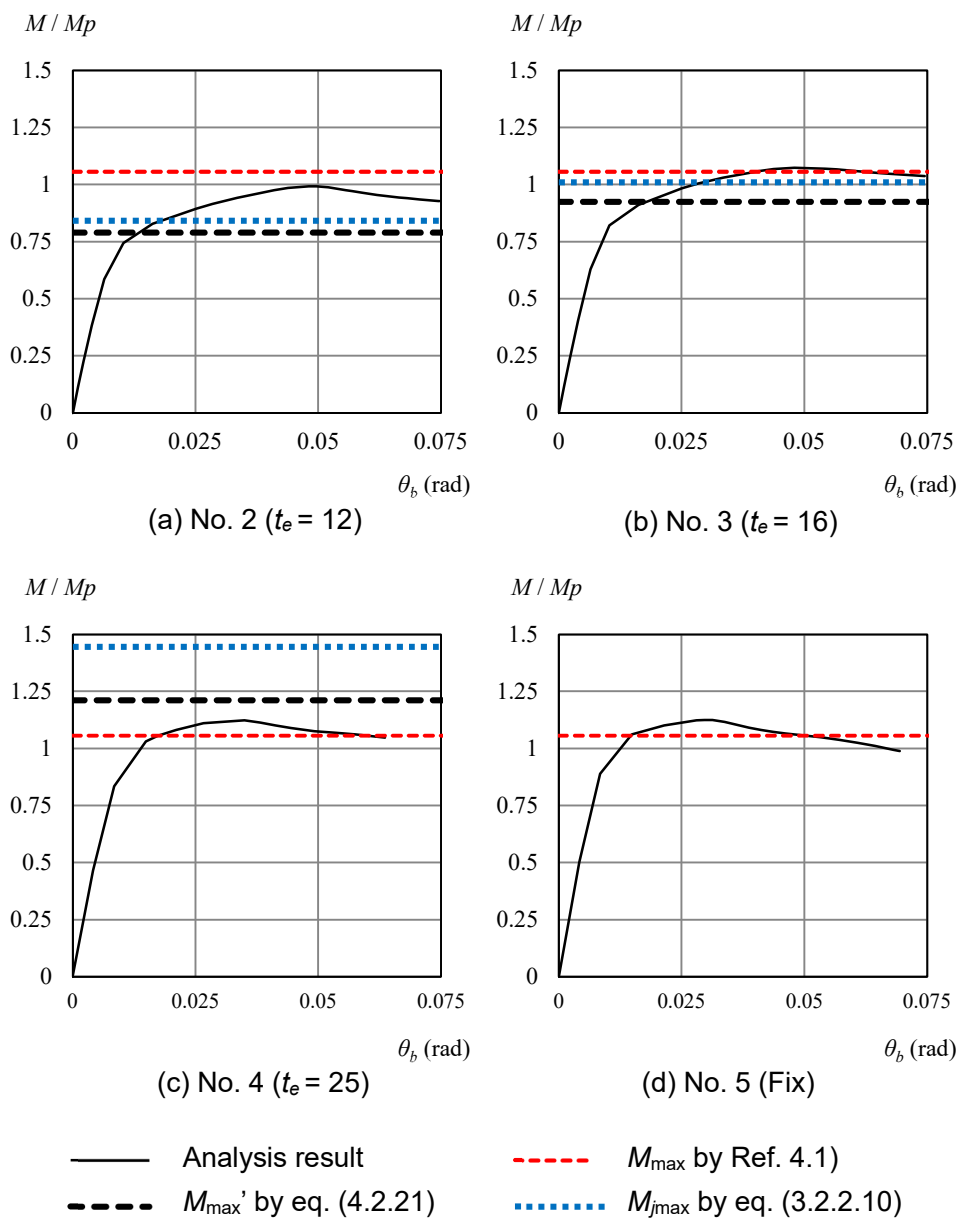 M / Mp
1.5
1.25
1
0.75
0.5
0.25
0
0 0.025 0.05 0.075
θb (rad)
(a) No. 2 (te = 12)
M / Mp
1.5
1.25
1
0.75
0.5
0.25
0
0 0.025 0.05 0.075
θb (rad)
(b) No. 3 (te = 16)
M / Mp
1.5
1.25
1
0.75
0.5
0.25
0
0 0.025 0.05 0.075
θb (rad)
(c) No. 4 (te = 25)
M / Mp
1.5
1.25
1
0.75
0.5
0.25
0
0 0.025 0.05 0.075
θb (rad)
(d) No. 5 (Fix)
Analysis result
Mmax by Ref. 4.1)
Mmax’ by eq. (4.2.21)
Mjmax by eq. (3.2.2.10)